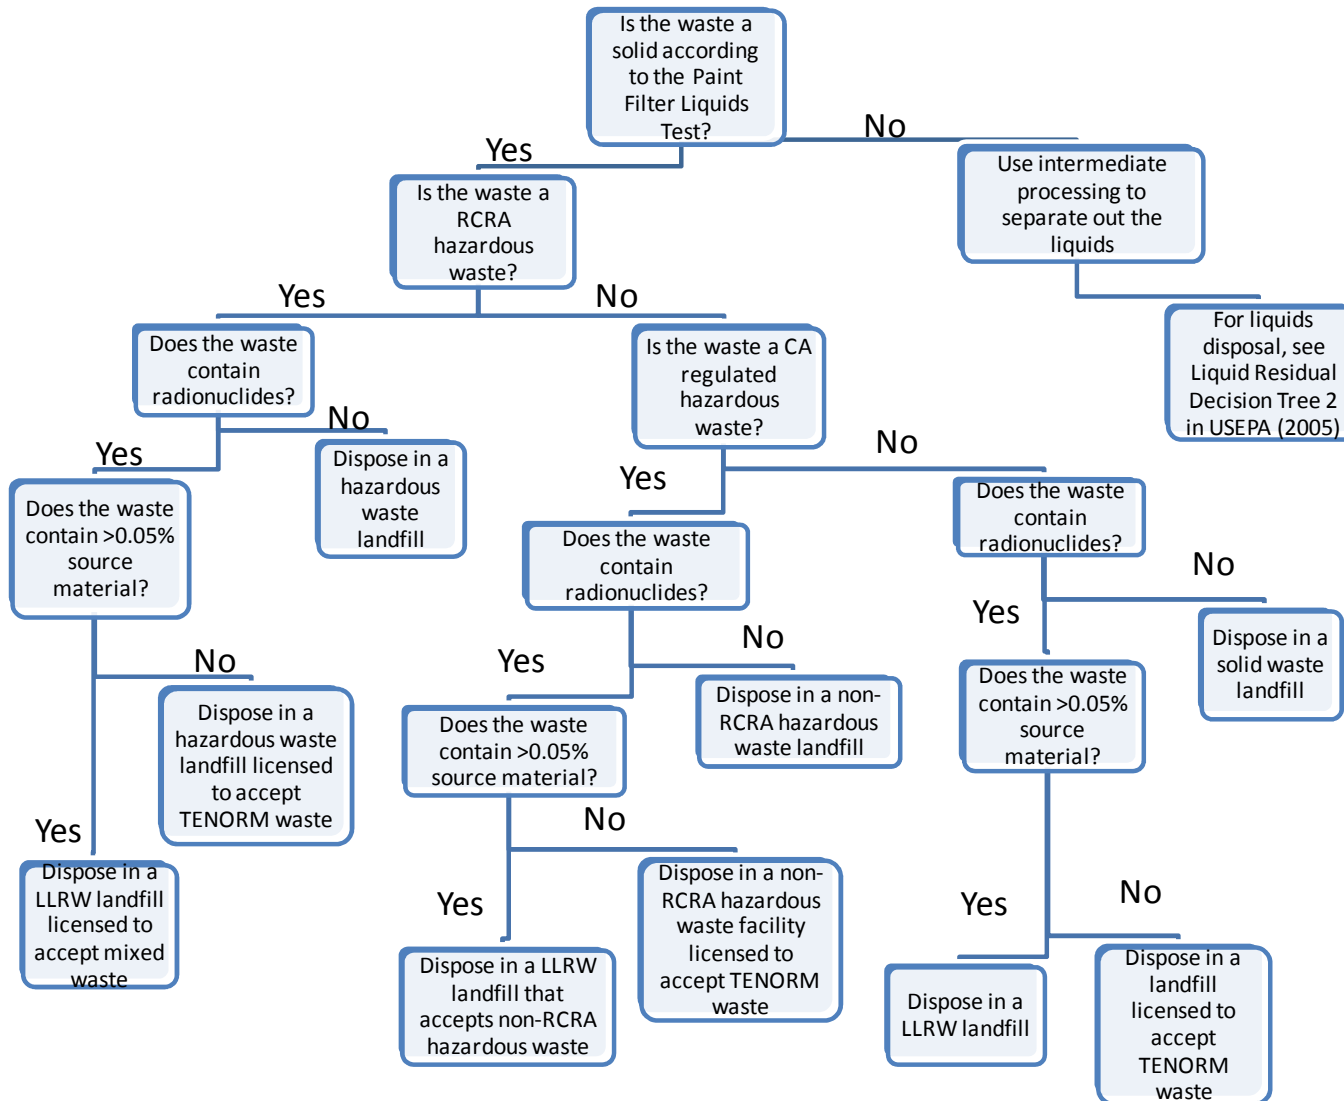 Is the waste a
solid according
to the Paint
Filter Liquids
Test?
No
Yes
Use intermediate
processing to
separate out the
liquids
Is the waste a
RCRA
hazardous
waste?
Yes
No
For liquids
disposal, see
Liquid Residual
Decision Tree 2
in USEPA (2005)
Does the waste
contain
radionuclides?
Is the waste a CA
regulated
hazardous
waste?
No
Yes
Dispose in a
hazardous
waste
landfill
No
Yes
Does the waste
contain >0.05%
source
material?
Does the waste
contain
radionuclides?
Does the waste
contain
radionuclides?
No
Yes
Dispose in a
solid waste
landfill
No
Yes
No
Dispose in a
hazardous waste
landfill licensed
to accept
TENORM waste
Yes
Dispose in a
LLRW landfill
licensed to
accept mixed
waste
Does the waste
contain >0.05%
source material?
Dispose in a non-
RCRA hazardous
waste landfill
Does the waste
contain >0.05%
source
material?
No
Yes
Dispose in a LLRW
landfill that
accepts non-RCRA
hazardous waste
Dispose in a non-
RCRA hazardous
waste facility
licensed to
accept TENORM
waste
Yes
No
Dispose in a
LLRW landfill
Dispose in a
landfill
licensed to
accept
TENORM
waste